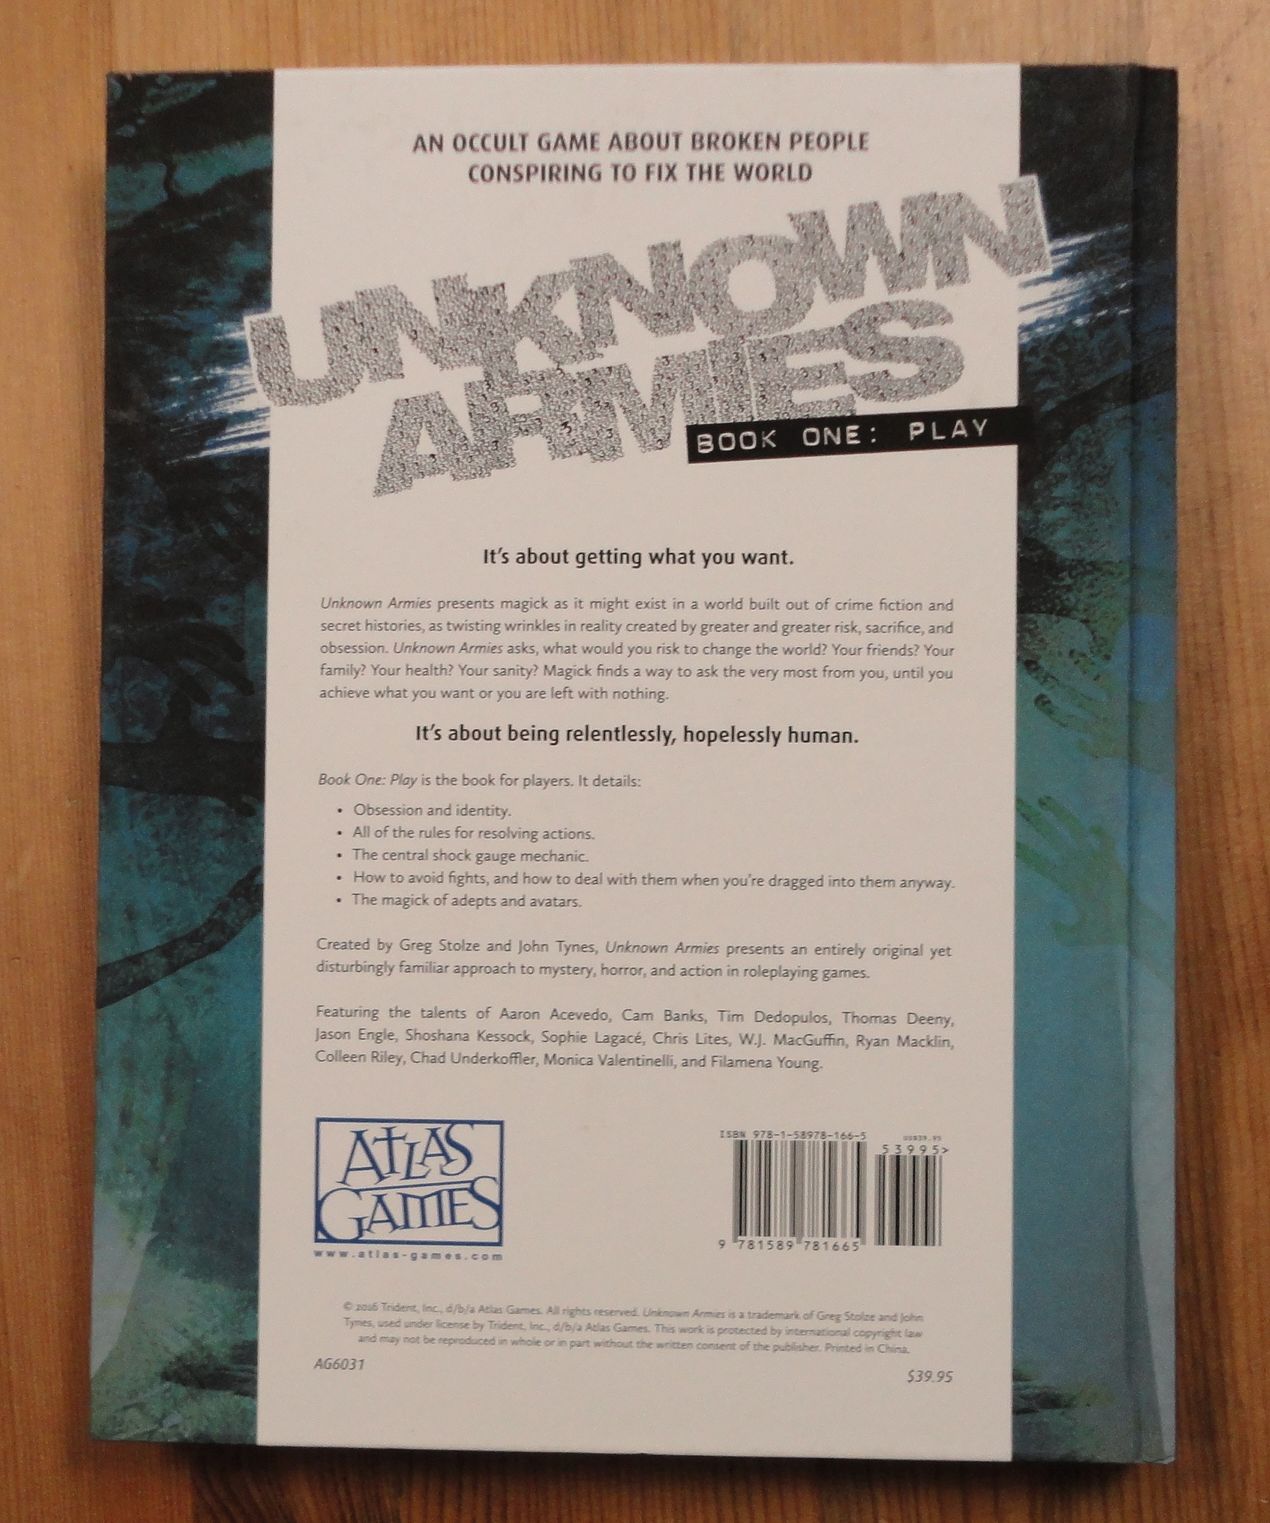 AN OCCULT GAME ABOUT BROKEN PEOPLE
CONSPIRING TO FIX THE WORLD
UNKNOWN
ARMIES
BOOK ONE: PLAY
It's about getting what you want.
Unknown Armies presents magick as it might exist in a world built out of crime fiction and
secret histories, as twisting wrinkles in reality created by greater and greater risk, sacrifice, and
obsession. Unknown Armies asks, what would you risk to change the world? Your friends? Your
family? Your health? Your sanity? Magick finds a way to ask the very most from you, until you
achieve what you want or you are left with nothing.
It's about being relentlessly, hopelessly human.
Book One: Play is the book for players. It details:
• Obsession and identity.
• All of the rules for resolving actions.
• The central shock gauge mechanic.
• How to avoid fights, and how to deal with them when you're dragged into them anyway.
• The magick of adepts and avatars.
Created by Greg Stolze and John Tynes, Unknown Armies presents an entirely original yet
disturbingly familiar approach to mystery, horror, and action in roleplaying games.
Featuring the talents of Aaron Acevedo, Cam Banks, Tim Dedopulos, Thomas Deeny,
Jason Engle, Shoshana Kessock, Sophie Lagacé, Chris Lites, W.J. MacGuffin, Ryan Macklin,
Colleen Riley, Chad Underkoffler, Monica Valentinelli, and Filamena Young.
ATLAS
GAMES
www.atlas-games.com
ISBN 978-1-58978-166-5
US$39.95
53995>
9 781589 781665
© 2016 Trident, Inc., d/b/a Atlas Games. All rights reserved. Unknown Armies is a trademark of Greg Stolze and John
Tynes, used under license by Trident, Inc., d/b/a Atlas Games. This work is protected by international copyright law
and may not be reproduced in whole or in part without the written consent of the publisher. Printed in China.
AG6031
$39.95